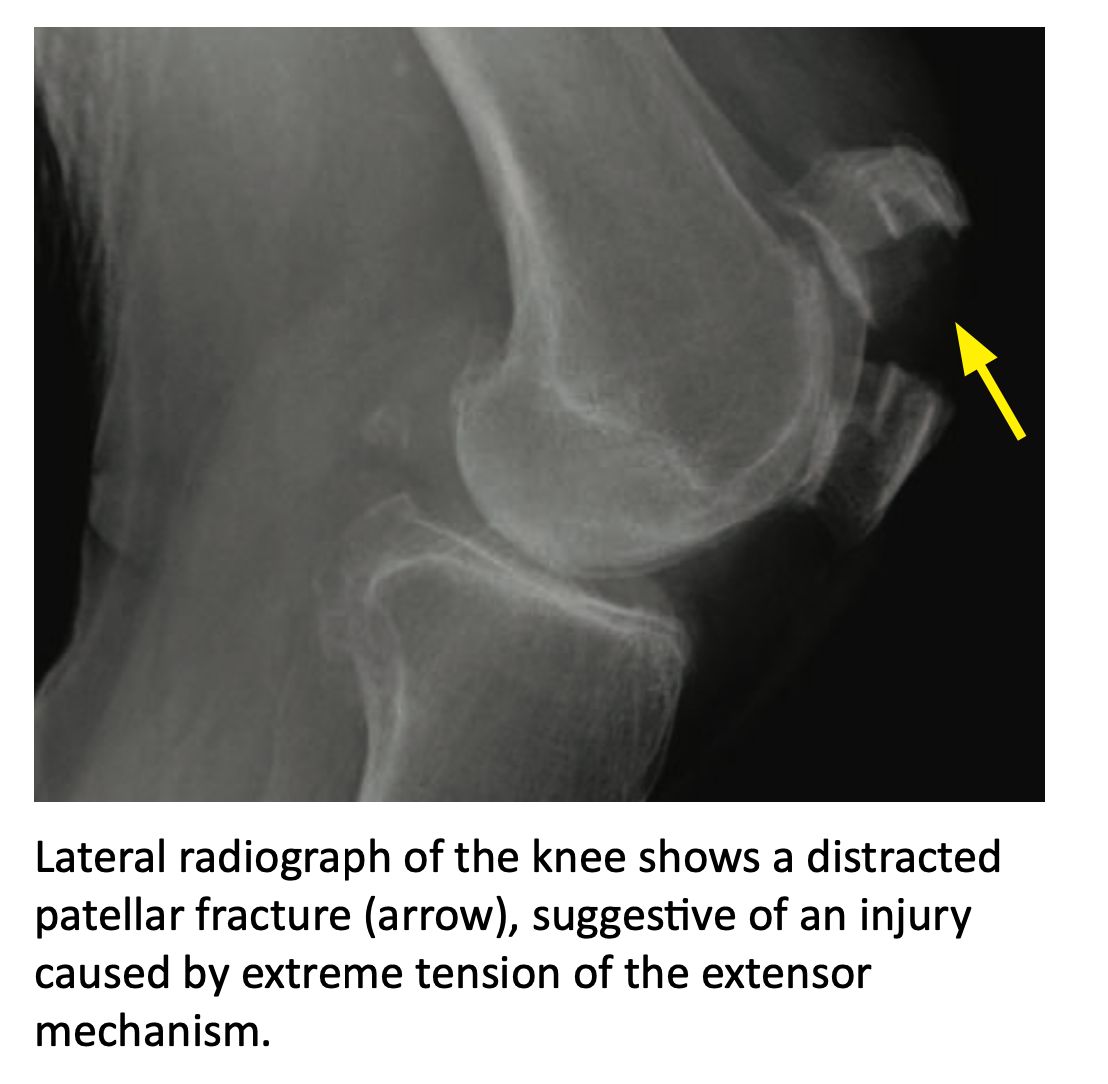 Lateral radiograph of the knee shows a distracted
patellar fracture (arrow), suggestive of an injury
caused by extreme tension of the extensor
mechanism.